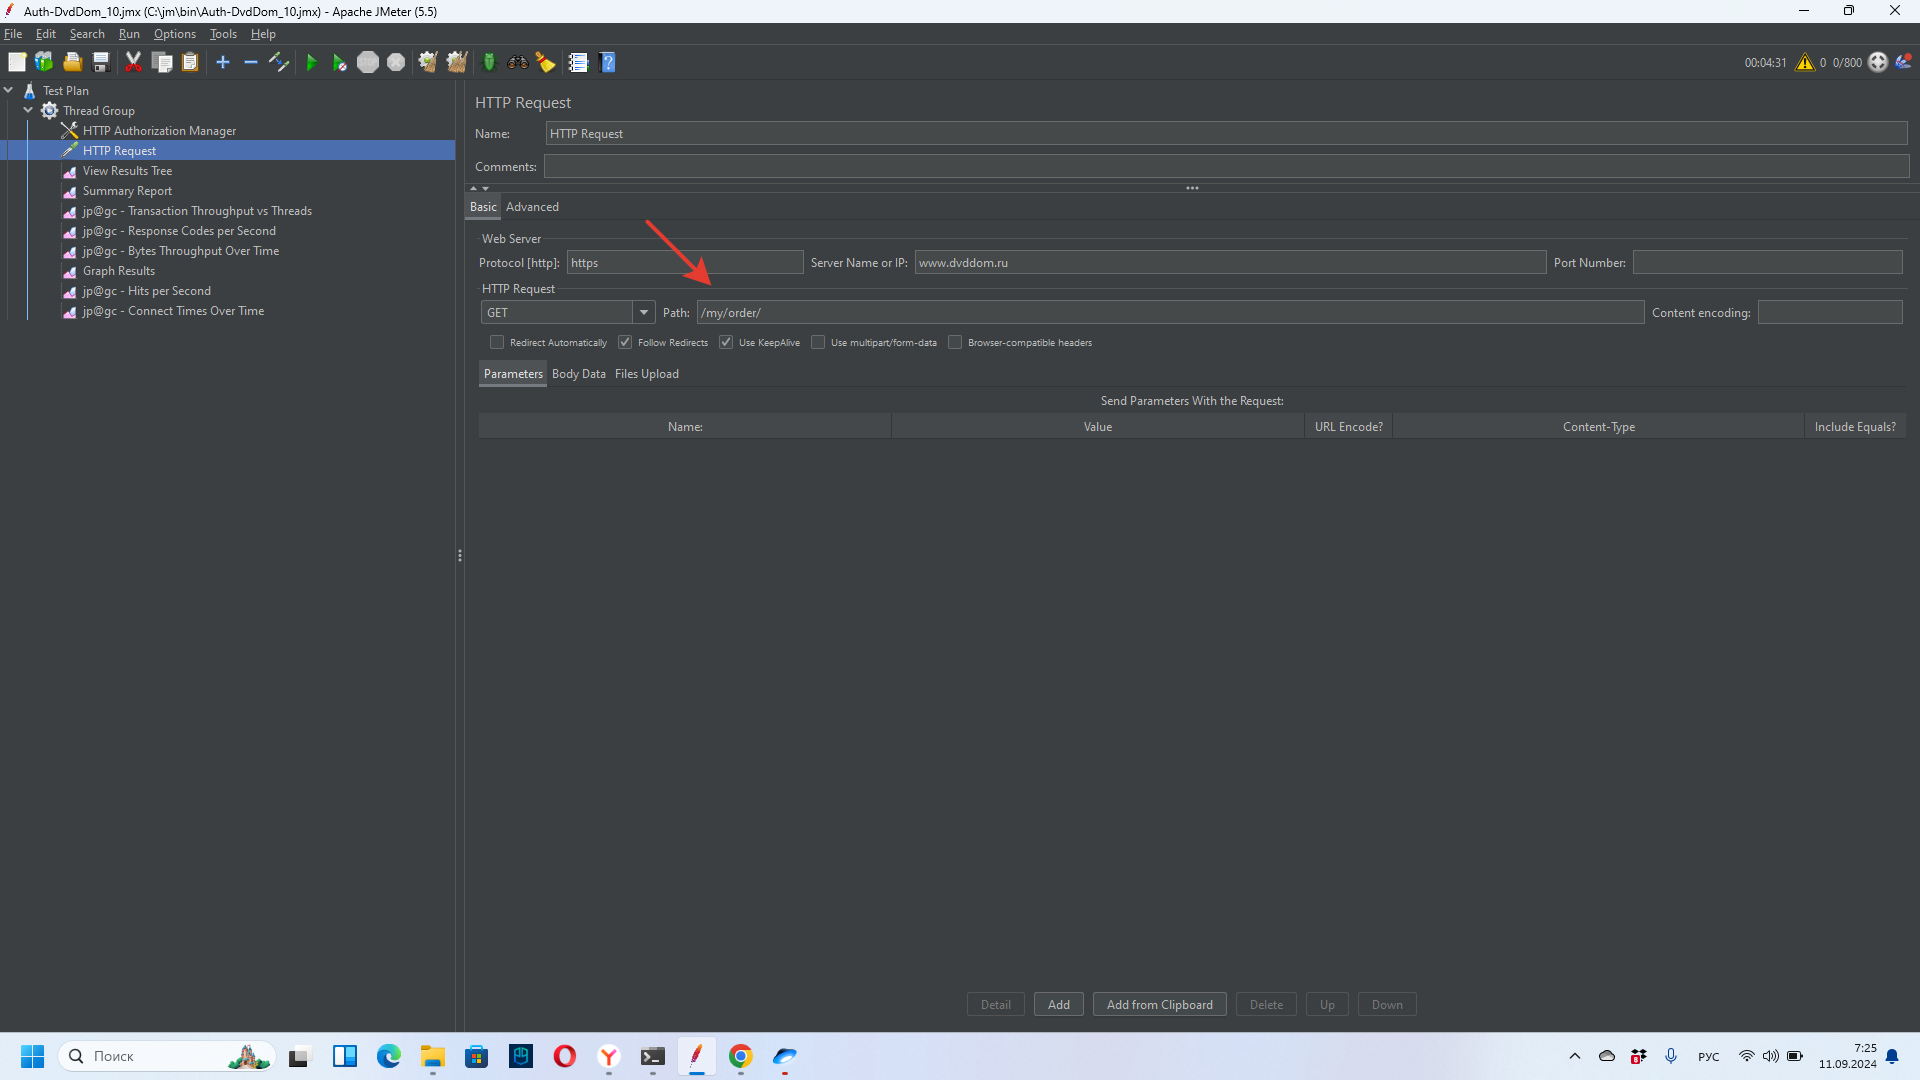 Auth-DvdDom_10.jmx (C:\jm\bin\Auth-DvdDom_10.jmx) - Apache JMeter (5.5)
File Edit Search Run Options Tools Help
00:04:31 0 0/800
Test Plan
Thread Group
HTTP Authorization Manager
HTTP Request
View Results Tree
Summary Report
jp@gc - Transaction Throughput vs Threads
jp@gc - Response Codes per Second
jp@gc - Bytes Throughput Over Time
Graph Results
jp@gc - Hits per Second
jp@gc - Connect Times Over Time
HTTP Request
Name: HTTP Request
Comments:
Basic Advanced
Web Server
Protocol [http]: https Server Name or IP: www.dvddom.ru Port Number:
HTTP Request
GET Path: /my/order/ Content encoding:
Redirect Automatically Follow Redirects Use KeepAlive Use multipart/form-data Browser-compatible headers
Parameters Body Data Files Upload
Send Parameters With the Request:
Name: Value URL Encode? Content-Type Include Equals?
Detail Add Add from Clipboard Delete Up Down
Поиск РУС 7:25
11.09.2024